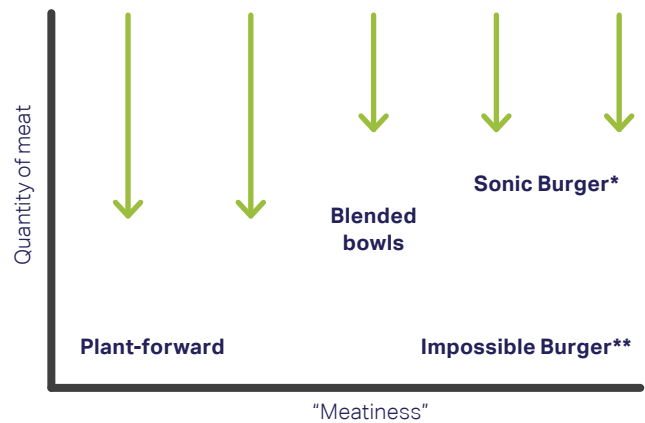 Quantity of meat
Sonic Burger*
Blended
bowls
Plant-forward
Impossible Burger**
“Meatiness”